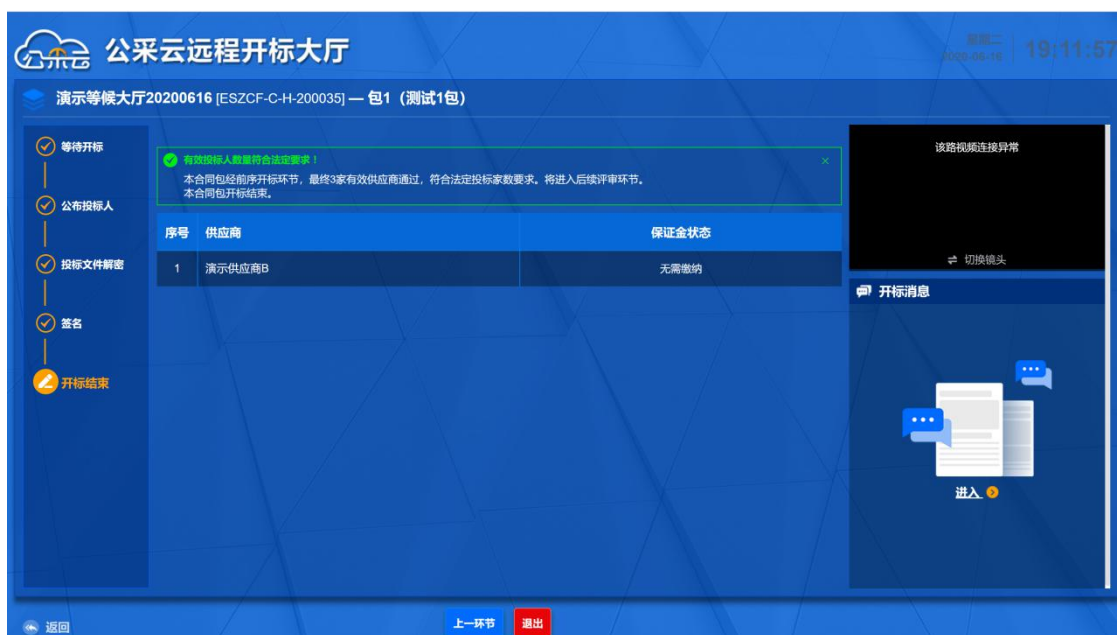 公采云
公采云远程开标大厅
星期二
2020-06-16
19:11:57
演示等候大厅20200616 [ESZCF-C-H-200035] — 包1（测试1包）
等待开标
公布投标人
投标文件解密
签名
开标结束
有效投标人数量符合法定要求！
本合同包经前序开标环节，最终3家有效供应商通过，符合法定投标家数要求。将进入后续评审环节。
本合同包开标结束。
序号 供应商 保证金状态
1 演示供应商B 无需缴纳
该路视频连接异常
切换镜头
开标消息
进入
返回
上一环节 退出